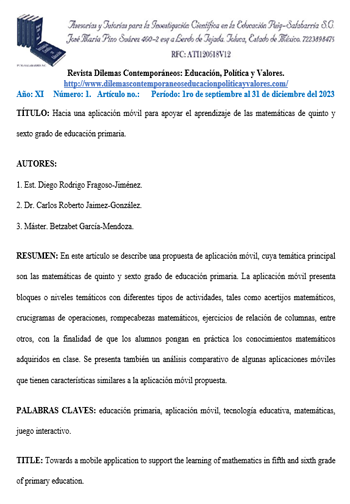 Asesorías y Tutorías para la Investigación Científica en la Educación Puig-Salabarría S.C.
José María Pino Suárez 400-2 esq a Lerdo de Tejada. Toluca, Estado de México. 7223898475
RFC: ATI120618V12
Revista Dilemas Contemporáneos: Educación, Política y Valores.
http://www.dilemascontemporaneoseducacionpoliticayvalores.com/
Año: XI Número: 1. Artículo no.: Período: 1ro de septiembre al 31 de diciembre del 2023
TÍTULO: Hacia una aplicación móvil para apoyar el aprendizaje de las matemáticas de quinto y
sexto grado de educación primaria.
AUTORES:
1. Est. Diego Rodrigo Fragoso-Jiménez.
2. Dr. Carlos Roberto Jaimez-González.
3. Máster. Betzabet García-Mendoza.
RESUMEN: En este artículo se describe una propuesta de aplicación móvil, cuya temática principal
son las matemáticas de quinto y sexto grado de educación primaria. La aplicación móvil presenta
bloques o niveles temáticos con diferentes tipos de actividades, tales como acertijos matemáticos,
crucigramas de operaciones, rompecabezas matemáticos, ejercicios de relación de columnas, entre
otros, con la finalidad de que los alumnos pongan en práctica los conocimientos matemáticos
adquiridos en clase. Se presenta también un análisis comparativo de algunas aplicaciones móviles
que tienen características similares a la aplicación móvil propuesta.
PALABRAS CLAVES: educación primaria, aplicación móvil, tecnología educativa, matemáticas,
juego interactivo.
TITLE: Towards a mobile application to support the learning of mathematics in fifth and sixth grade
of primary education.